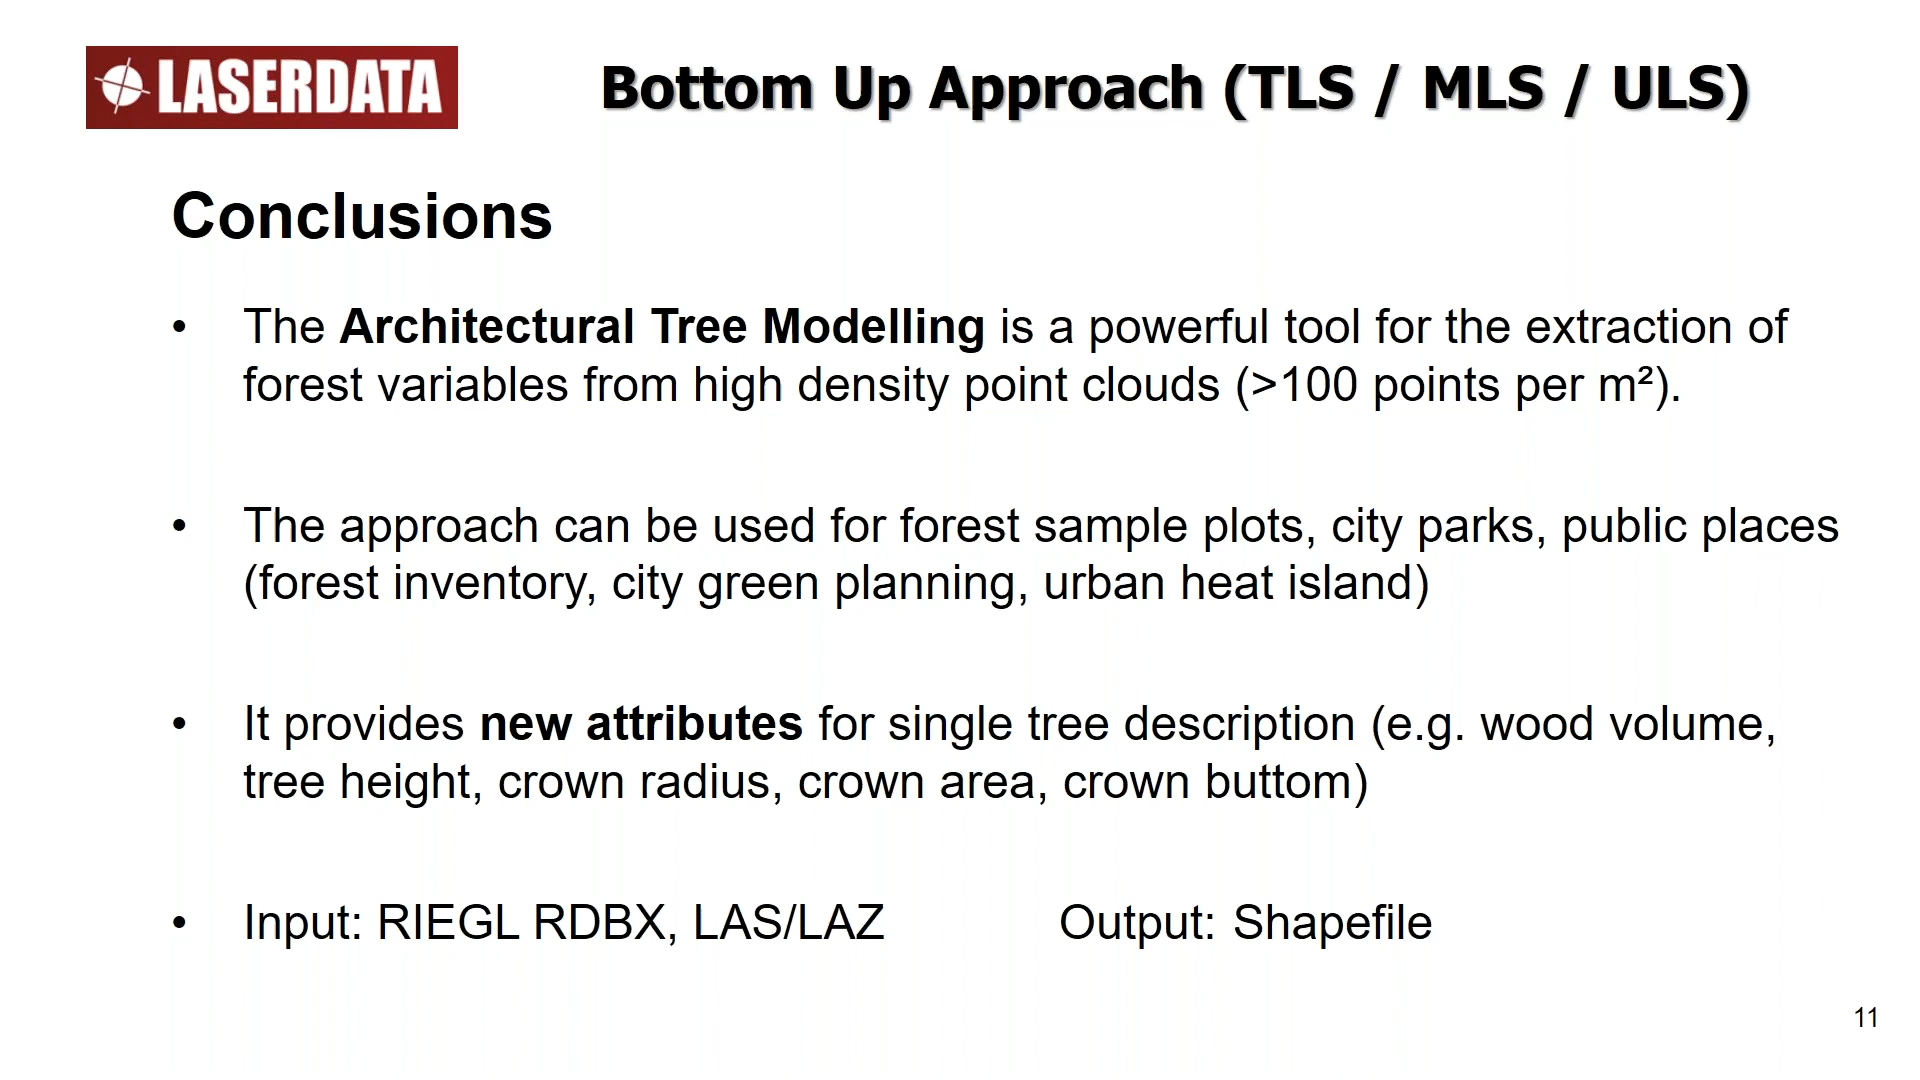 LASERDATA
Bottom Up Approach (TLS / MLS / ULS)
Conclusions
• The Architectural Tree Modelling is a powerful tool for the extraction of
forest variables from high density point clouds (>100 points per m²).
• The approach can be used for forest sample plots, city parks, public places
(forest inventory, city green planning, urban heat island)
• It provides new attributes for single tree description (e.g. wood volume,
tree height, crown radius, crown area, crown buttom)
• Input: RIEGL RDBX, LAS/LAZ Output: Shapefile
11